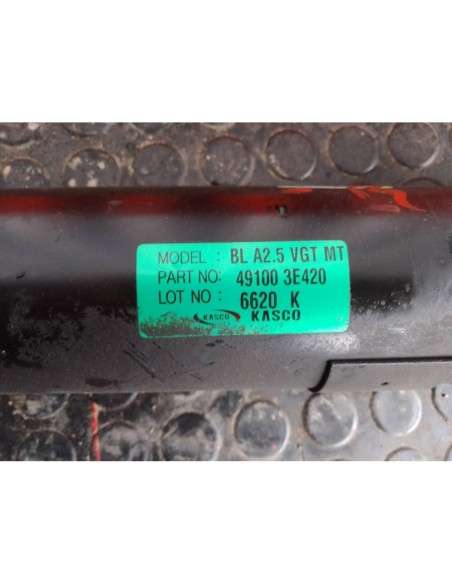 MODEL : BL A2.5 VGT MT
PART NO: 49100 3E420
LOT NO : 6620 K
KASCO KASCO